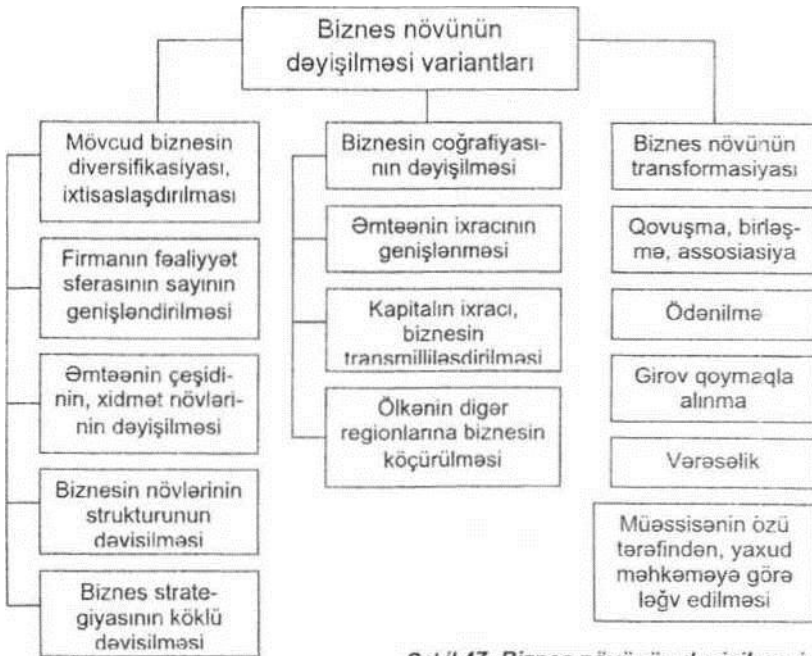 Biznes növünün
dəyişilməsi variantları
Mövcud biznesin
diversifikasiyası,
ixtisaslaşdırılması
Firmanın fəaliyyət
sferasının sayının
genişləndirilməsi
Əmtəənin çeşidi-
nin, xidmət növləri-
nin dəyişilməsi
Biznesin növlərinin
strukturunun
dəvisilməsi
Biznes strate-
giyasının köklü
dəvisilməsi
Biznesin coğrafiyası-
nın dəyişilməsi
Əmtəənin ixracının
genişlənməsi
Kapitalın ixracı,
biznesin
transmilliləsdirilməsi
Ölkənin digər
regionlarına biznesin
köçürülməsi
Biznes növünün
transformasiyası
Qovuşma, birləş-
mə, assosiasiya
Ödənilmə
Girov qoymaqla
alınma
Vərəsəlik
Müəssisənin özü
tərəfindən, yaxud
məhkəməyə görə
ləğv edilməsi